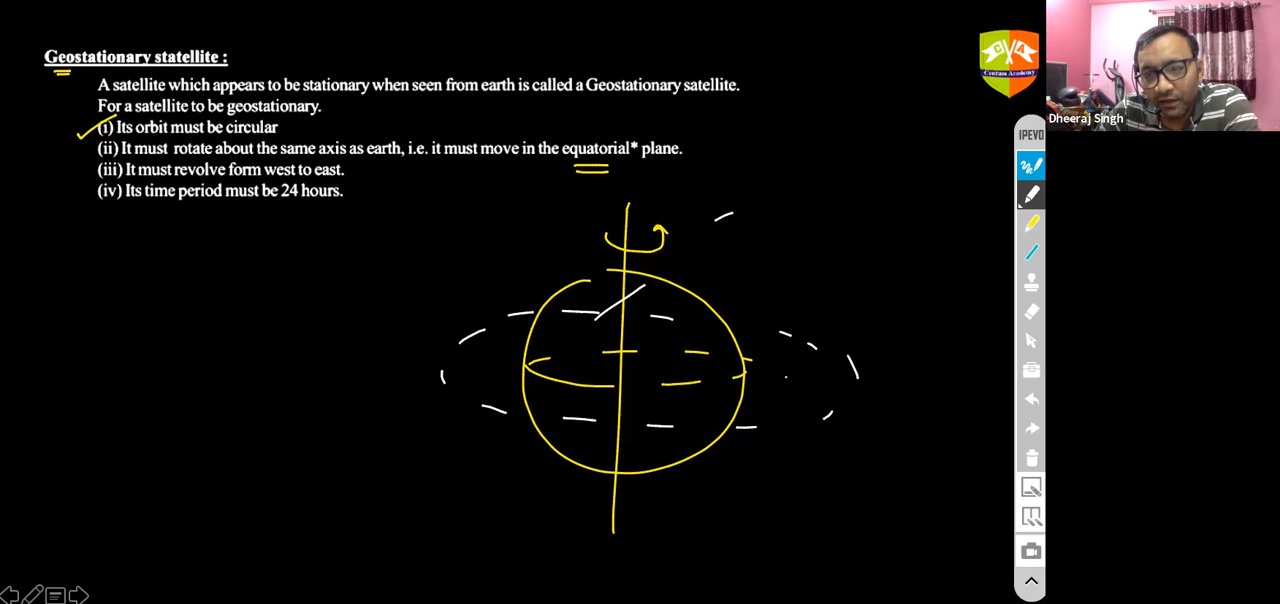 Geostationary statellite :
A satellite which appears to be stationary when seen from earth is called a Geostationary satellite.
For a satellite to be geostationary.
(i) Its orbit must be circular
(ii) It must rotate about the same axis as earth, i.e. it must move in the equatorial* plane.
(iii) It must revolve form west to east.
(iv) Its time period must be 24 hours.
C A
Centum Academy
Dheeraj Singh
IPEVO